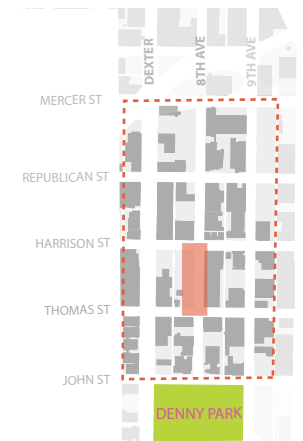 DEXTER
8TH AVE
9TH AVE
MERCER ST
REPUBLICAN ST
HARRISON ST
THOMAS ST
JOHN ST
DENNY PARK